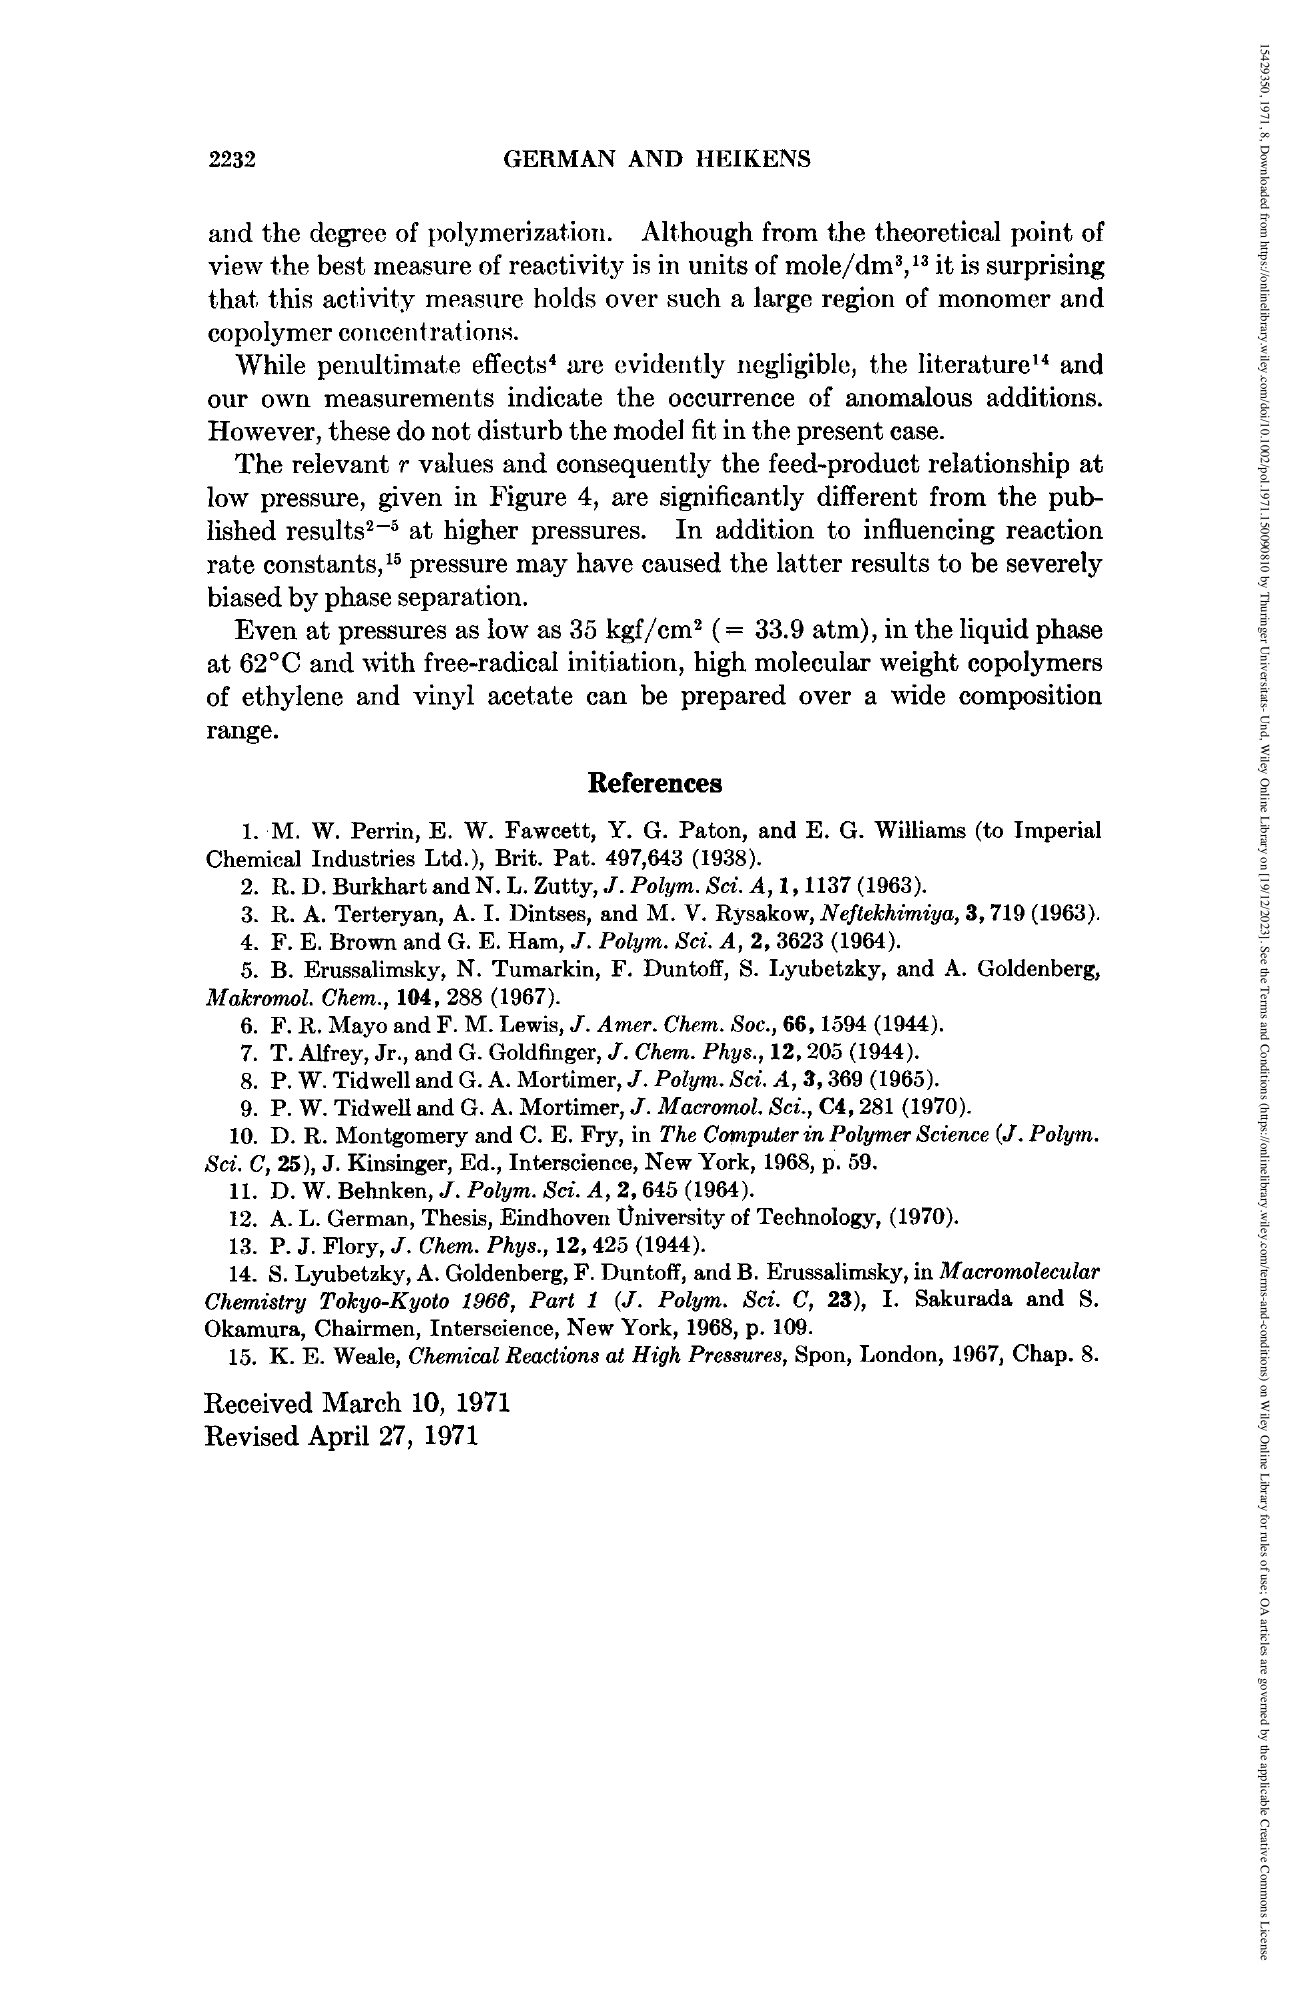 2232
GERMAN AND HEIKENS
and the degree of polymerization. Although from the theoretical point of
view the best measure of reactivity is in units of mole/dm³,¹³ it is surprising
that this activity measure holds over such a large region of monomer and
copolymer concentrations.
While penultimate effects⁴ are evidently negligible, the literature¹⁴ and
our own measurements indicate the occurrence of anomalous additions.
However, these do not disturb the model fit in the present case.
The relevant r values and consequently the feed-product relationship at
low pressure, given in Figure 4, are significantly different from the pub-
lished results²⁻⁵ at higher pressures. In addition to influencing reaction
rate constants,¹⁵ pressure may have caused the latter results to be severely
biased by phase separation.
Even at pressures as low as 35 kgf/cm² (= 33.9 atm), in the liquid phase
at 62°C and with free-radical initiation, high molecular weight copolymers
of ethylene and vinyl acetate can be prepared over a wide composition
range.
References
1. M. W. Perrin, E. W. Fawcett, Y. G. Paton, and E. G. Williams (to Imperial
Chemical Industries Ltd.), Brit. Pat. 497,643 (1938).
2. R. D. Burkhart and N. L. Zutty, J. Polym. Sci. A, 1, 1137 (1963).
3. R. A. Terteryan, A. I. Dintses, and M. V. Rysakow, Neftekhimiya, 3, 719 (1963).
4. F. E. Brown and G. E. Ham, J. Polym. Sci. A, 2, 3623 (1964).
5. B. Erussalimsky, N. Tumarkin, F. Duntoff, S. Lyubetzky, and A. Goldenberg,
Makromol. Chem., 104, 288 (1967).
6. F. R. Mayo and F. M. Lewis, J. Amer. Chem. Soc., 66, 1594 (1944).
7. T. Alfrey, Jr., and G. Goldfinger, J. Chem. Phys., 12, 205 (1944).
8. P. W. Tidwell and G. A. Mortimer, J. Polym. Sci. A, 3, 369 (1965).
9. P. W. Tidwell and G. A. Mortimer, J. Macromol. Sci., C4, 281 (1970).
10. D. R. Montgomery and C. E. Fry, in The Computer in Polymer Science (J. Polym.
Sci. C, 25), J. Kinsinger, Ed., Interscience, New York, 1968, p. 59.
11. D. W. Behnken, J. Polym. Sci. A, 2, 645 (1964).
12. A. L. German, Thesis, Eindhoven University of Technology, (1970).
13. P. J. Flory, J. Chem. Phys., 12, 425 (1944).
14. S. Lyubetzky, A. Goldenberg, F. Duntoff, and B. Erussalimsky, in Macromolecular
Chemistry Tokyo-Kyoto 1966, Part 1 (J. Polym. Sci. C, 23), I. Sakurada and S.
Okamura, Chairmen, Interscience, New York, 1968, p. 109.
15. K. E. Weale, Chemical Reactions at High Pressures, Spon, London, 1967, Chap. 8.
Received March 10, 1971
Revised April 27, 1971
15429350, 1971, 8, Downloaded from https://onlinelibrary.wiley.com/doi/10.1002/pol.1971.150090810 by Thuringer Universitats- Und, Wiley Online Library on [19/12/2023]. See the Terms and Conditions (https://onlinelibrary.wiley.com/terms-and-conditions) on Wiley Online Library for rules of use; OA articles are governed by the applicable Creative Commons License